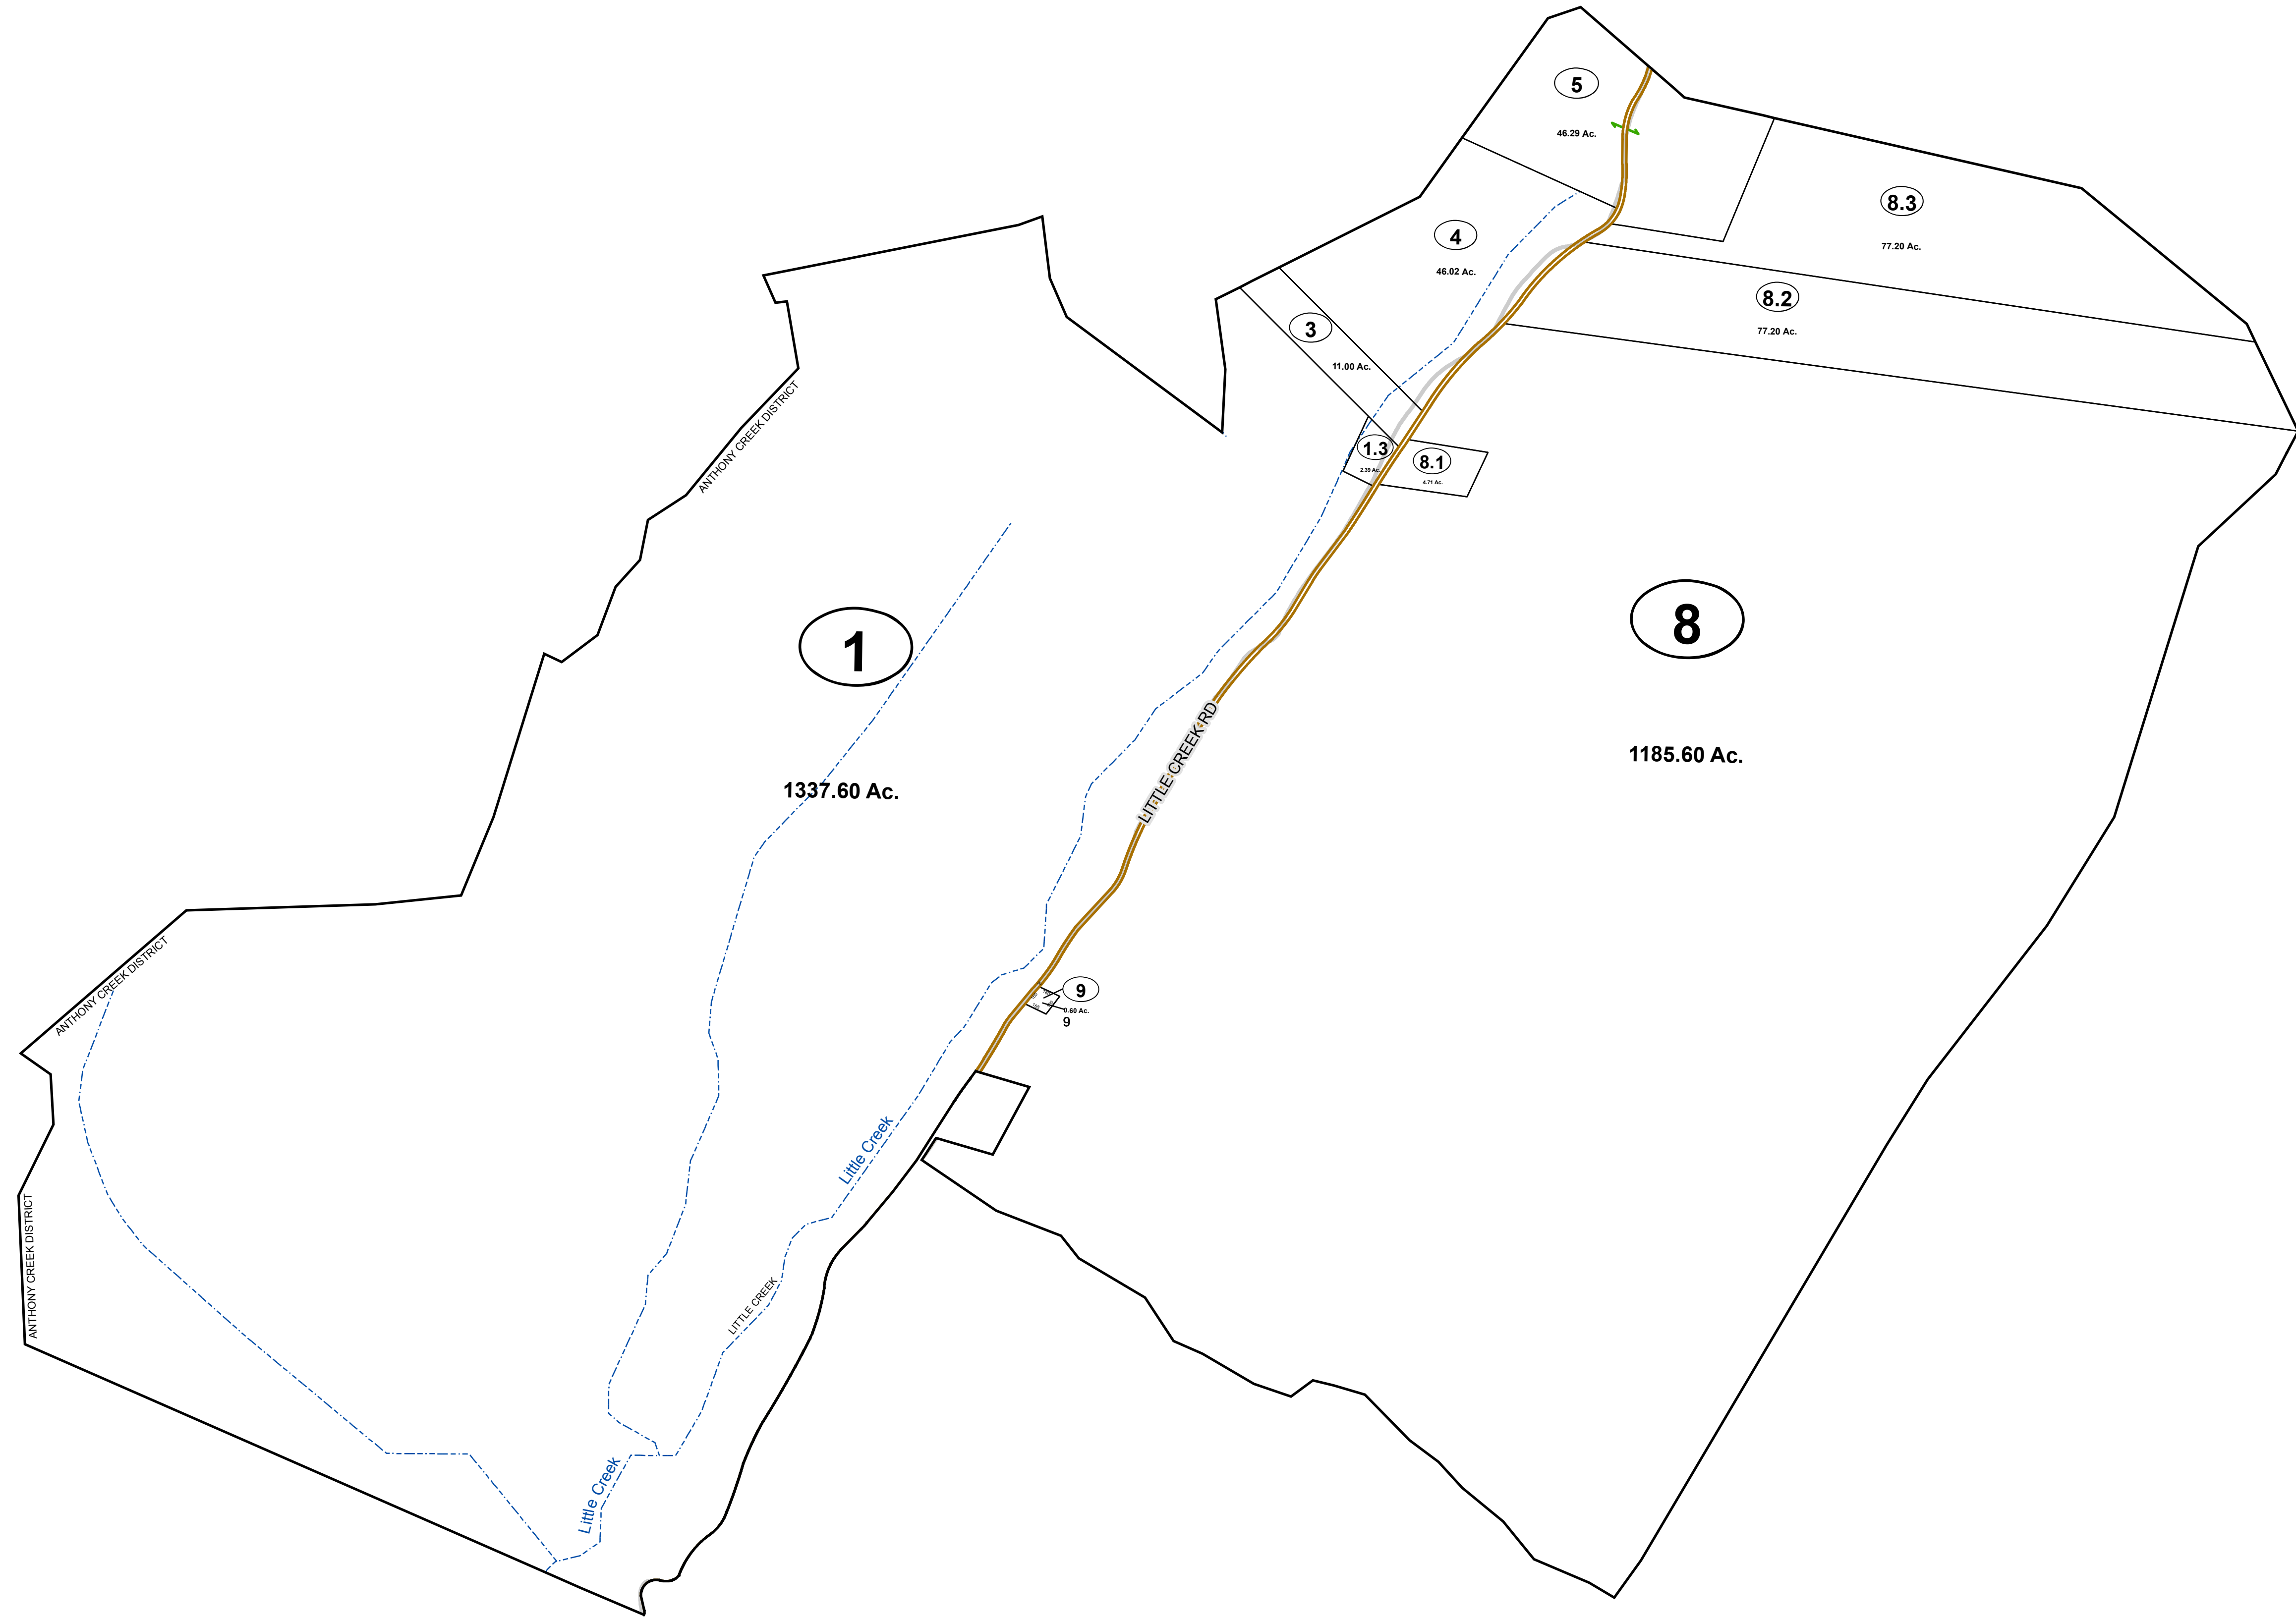 5
46.29 Ac.
8.3
77.20 Ac.
4
46.02 Ac.
8.2
77.20 Ac.
3
11.00 Ac.
1.3
2.39 Ac.
8.1
4.71 Ac.
ANTHONY CREEK DISTRICT
1
1337.60 Ac.
8
1185.60 Ac.
LITTLE CREEK RD
ANTHONY CREEK DISTRICT
9
0.60 Ac.
9
Little Creek
ANTHONY CREEK DISTRICT
LITTLE CREEK
Little Creek